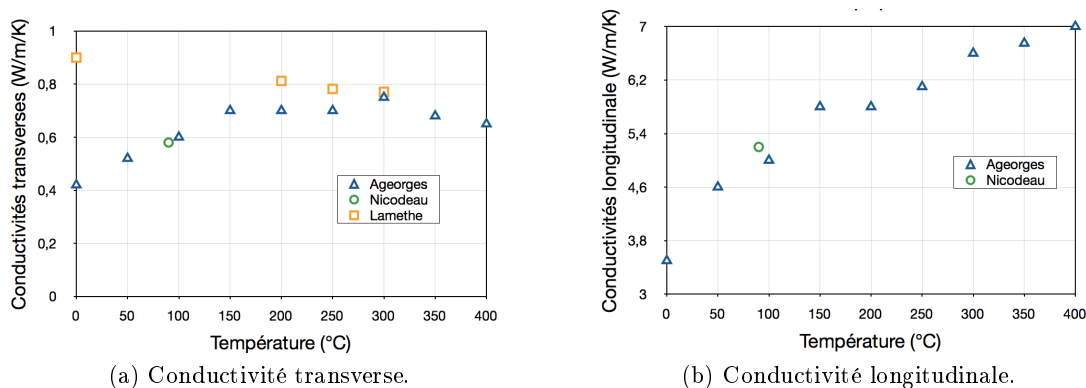 Conductivités transverses (W/m/K)
1
0,8
0,6
0,4
0,2
0
0 50 100 150 200 250 300 350 400
Température (°C)
Ageorges
Nicodeau
Lamethe
(a) Conductivité transverse.
Conductivités longitudinale (W/m/K)
7
6,2
5,4
4,6
3,8
3
0 50 100 150 200 250 300 350 400
Température (°C)
Ageorges
Nicodeau
(b) Conductivité longitudinale.